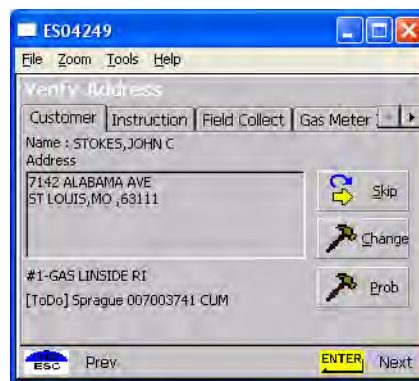 ES04249
File Zoom Tools Help
Verify Address
Customer Instruction Field Collect Gas Meter
Name : STOKES,JOHN C
Address
7142 ALABAMA AVE
ST LOUIS,MO ,63111
Skip
Change
#1-GAS LINSIDE RI
Prob
[ToDo] Sprague 007003741 CUM
ESC Prev ENTER Next